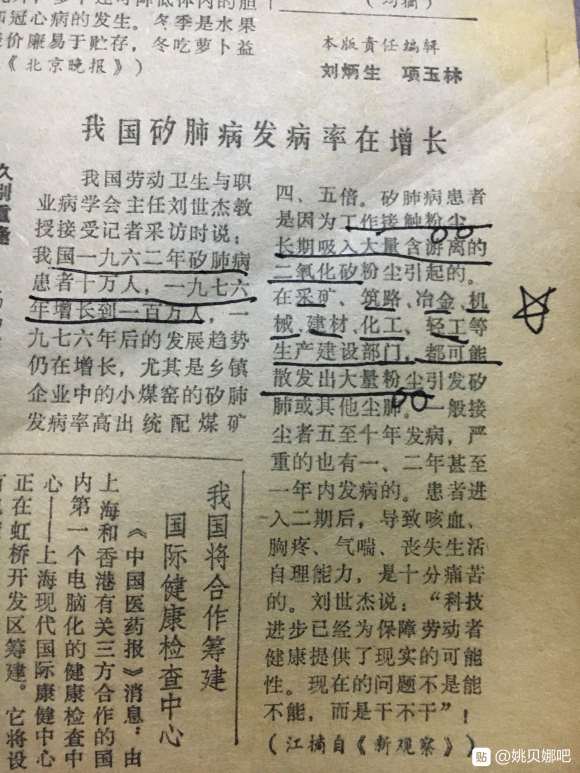 冠心病的发生。冬季是水果
价廉易于贮存，冬吃萝卜益
《北京晚报》）
本版责任编辑
刘炳生 项玉林
我国矽肺病发病率在增长
我国劳动卫生与职
业病学会主任刘世杰教
授接受记者采访时说：
我国一九六二年矽肺病
患者十万人，一九七六
年增长到一百万人，一
九七六年后的发展趋势
仍在增长，尤其是乡镇
企业中的小煤窑的矽肺
发病率高出统配煤矿
四、五倍。矽肺病患者
是因为工作接触粉尘，
长期吸入大量含游离的
二氧化矽粉尘引起的。
在采矿、筑路、冶金、机
械、建材、化工、轻工等
生产建设部门，都可能
散发出大量粉尘引发矽
肺或其他尘肺。一般接
尘者五至十年发病，严
重的也有一、二年甚至
一年内发病的。患者进
入二期后，导致咳血、
胸疼、气喘、丧失生活
自理能力，是十分痛苦
的。刘世杰说：“科技
进步已经为保障劳动者
健康提供了现实的可能
性。现在的问题不是能
不能，而是干不干”！
（江摘自《新观察》）
我国将合作筹建
国际健康检查中心
《中国医药报》消息：由
上海和香港有关三方合作的国
内第一个电脑化的健康检查中
心——上海现代国际康健中心
正在虹桥开发区筹建。它将设
贴 @姚贝娜吧